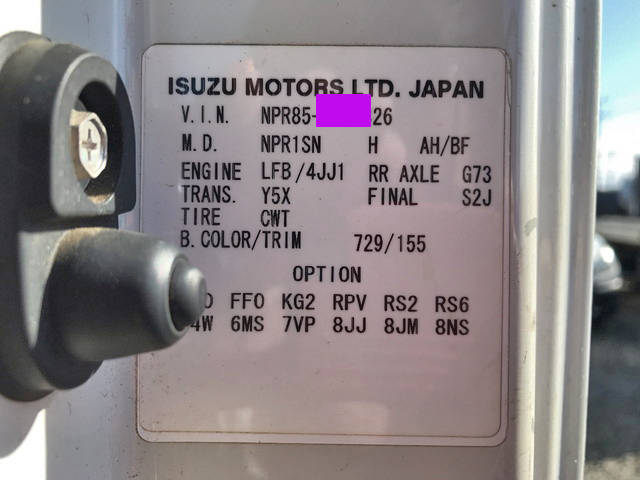 ISUZU MOTORS LTD. JAPAN
V.I.N. NPR85- 26
M.D. NPR1SN H AH/BF
ENGINE LFB/4JJ1 RR AXLE G73
TRANS. Y5X FINAL S2J
TIRE CWT
B.COLOR/TRIM 729/155
OPTION
FFO KG2 RPV RS2 RS6
6MS 7VP 8JJ 8JM 8NS